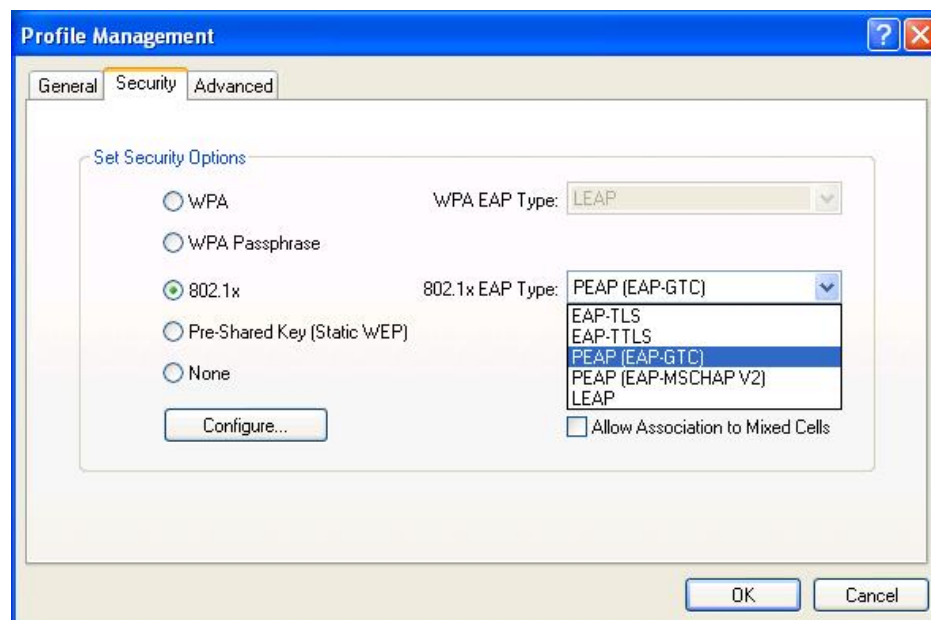 Profile Management
General Security Advanced
Set Security Options
WPA WPA EAP Type: LEAP
WPA Passphrase
802.1x 802.1x EAP Type: PEAP (EAP-GTC)
EAP-TLS
Pre-Shared Key (Static WEP) EAP-TTLS
PEAP (EAP-GTC)
None PEAP (EAP-MSCHAP V2)
LEAP
Configure... Allow Association to Mixed Cells
OK Cancel